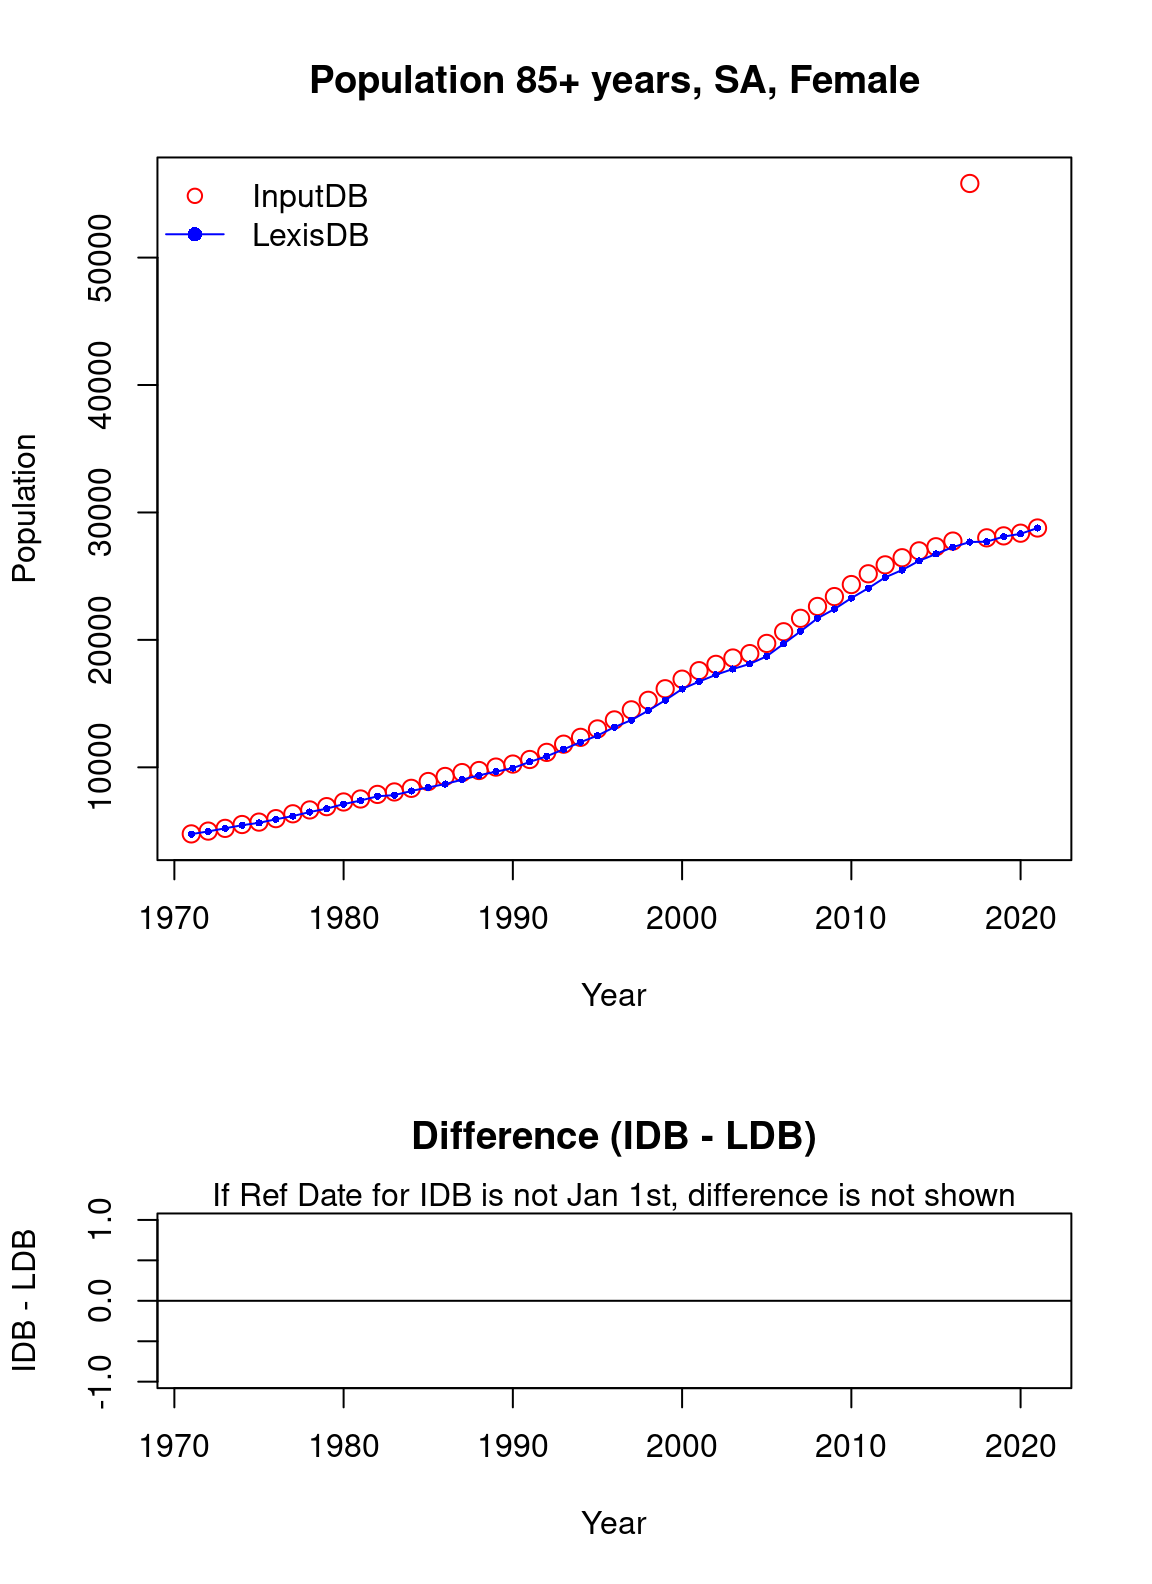 Population 85+ years, SA, Female
InputDB
LexisDB
Population
50000
40000
30000
20000
10000
1970 1980 1990 2000 2010 2020
Year
Difference (IDB - LDB)
If Ref Date for IDB is not Jan 1st, difference is not shown
IDB - LDB
1.0
0.0
-1.0
1970 1980 1990 2000 2010 2020
Year